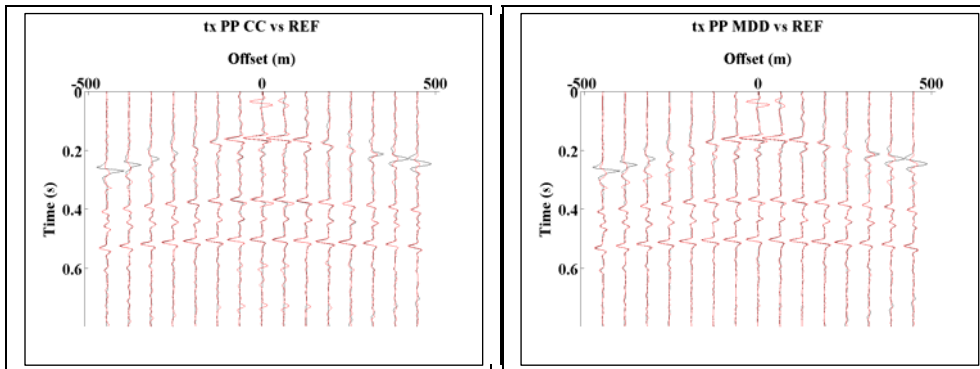 tx PP CC vs REF
Offset (m)
-500 0 500
0
0.2
0.4
0.6
Time (s)
tx PP MDD vs REF
Offset (m)
-500 0 500
0
0.2
0.4
0.6
Time (s)